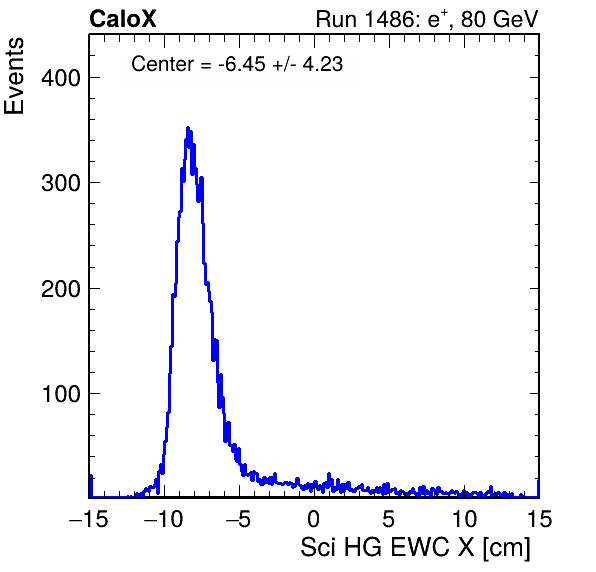 CaloX Run 1486: e⁺, 80 GeV
Center = -6.45 +/- 4.23
Events
400
300
200
100
−15 −10 −5 0 5 10 15
Sci HG EWC X [cm]